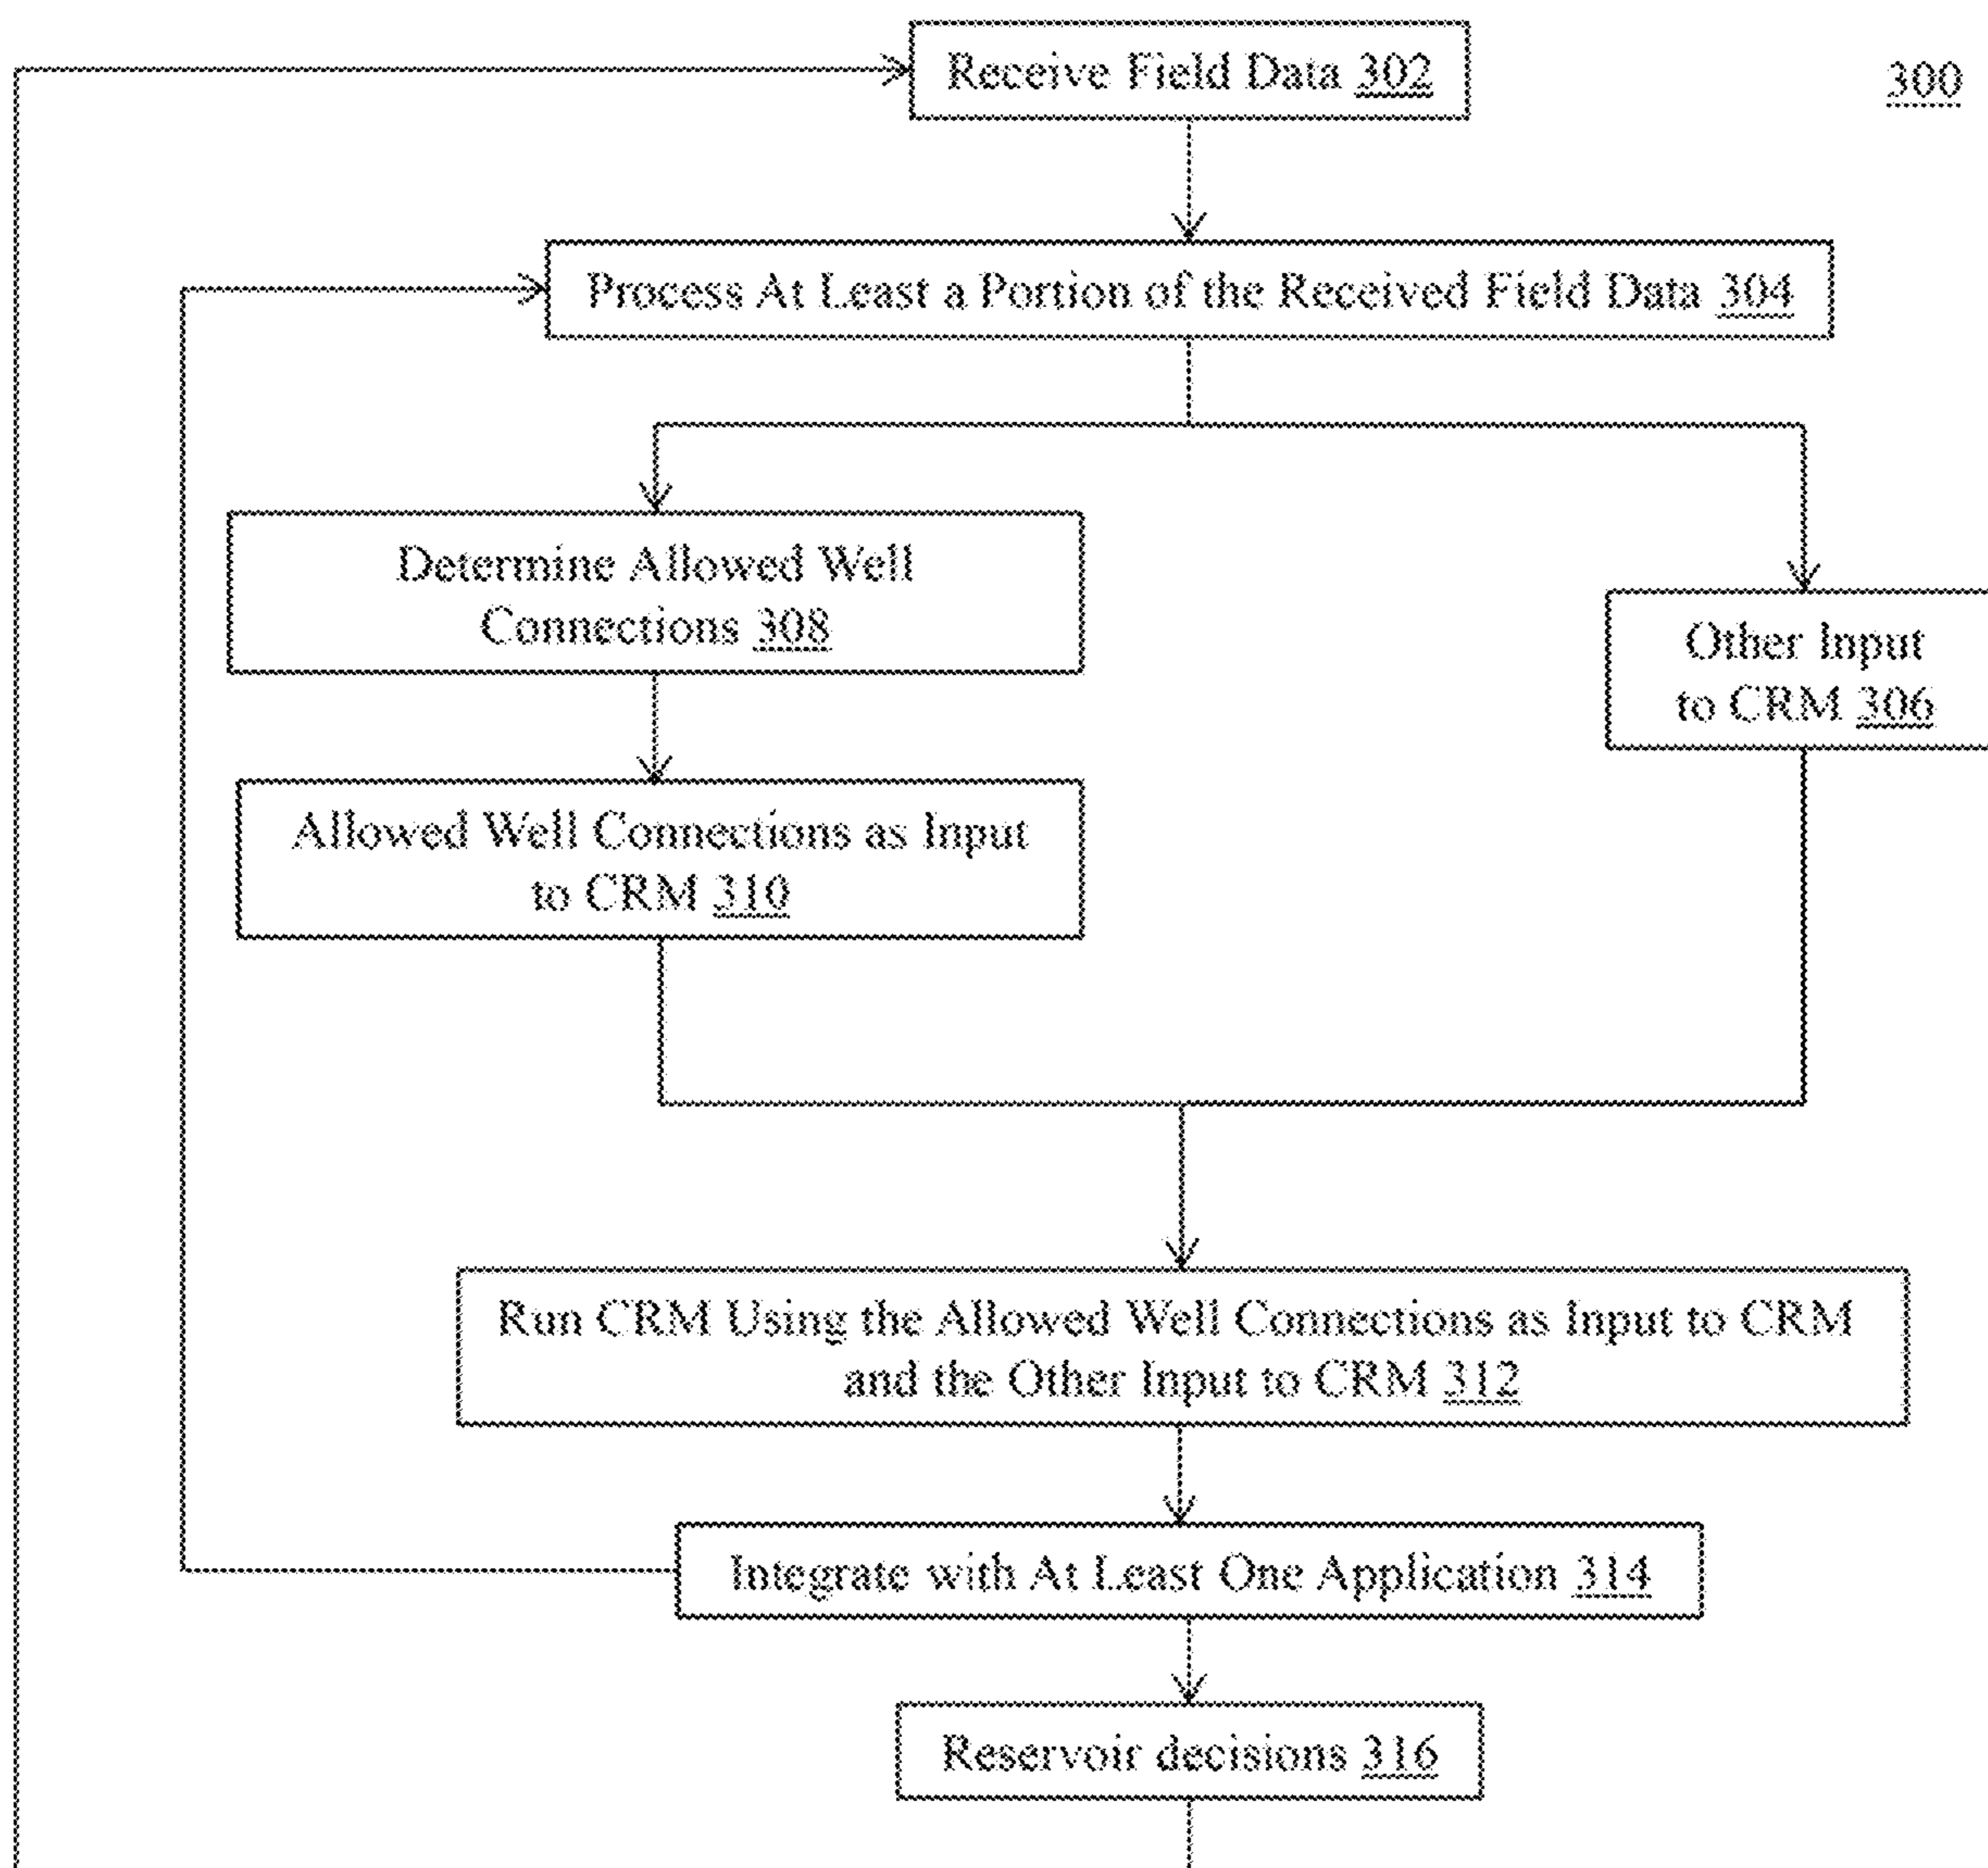 Receive Field Data 302
300
Process At Least a Portion of the Received Field Data 304
Determine Allowed Well
Connections 308
Other Input
to CRM 306
Allowed Well Connections as Input
to CRM 310
Run CRM Using the Allowed Well Connections as Input to CRM
and the Other Input to CRM 312
Integrate with At Least One Application 314
Reservoir decisions 316